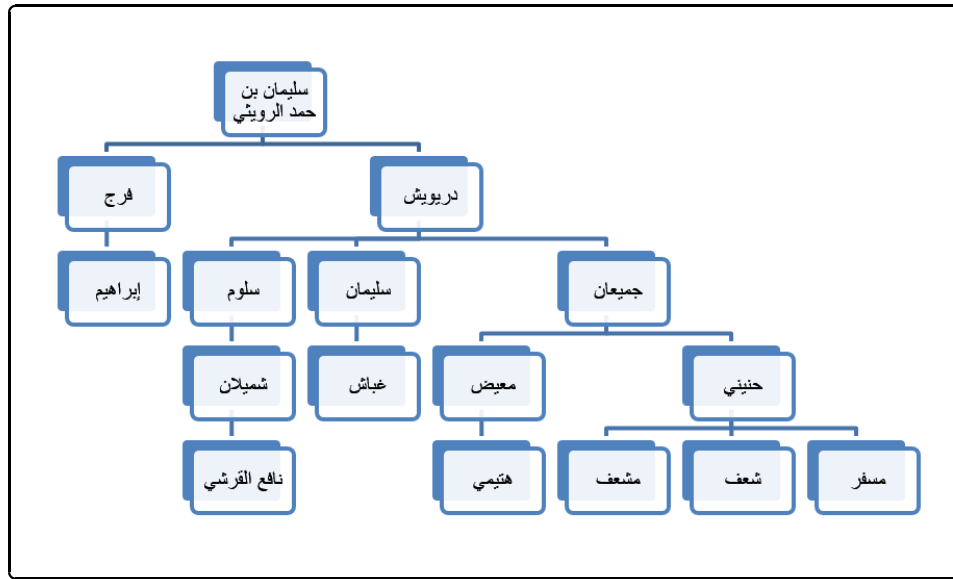 سليمان بن
حمد الرويثي
دريويش
فرج
جميعان
سليمان
سلوم
إبراهيم
حنيني
معيض
غباش
شميلان
مسفر
شعف
مشعف
هتيمي
نافع القرشي